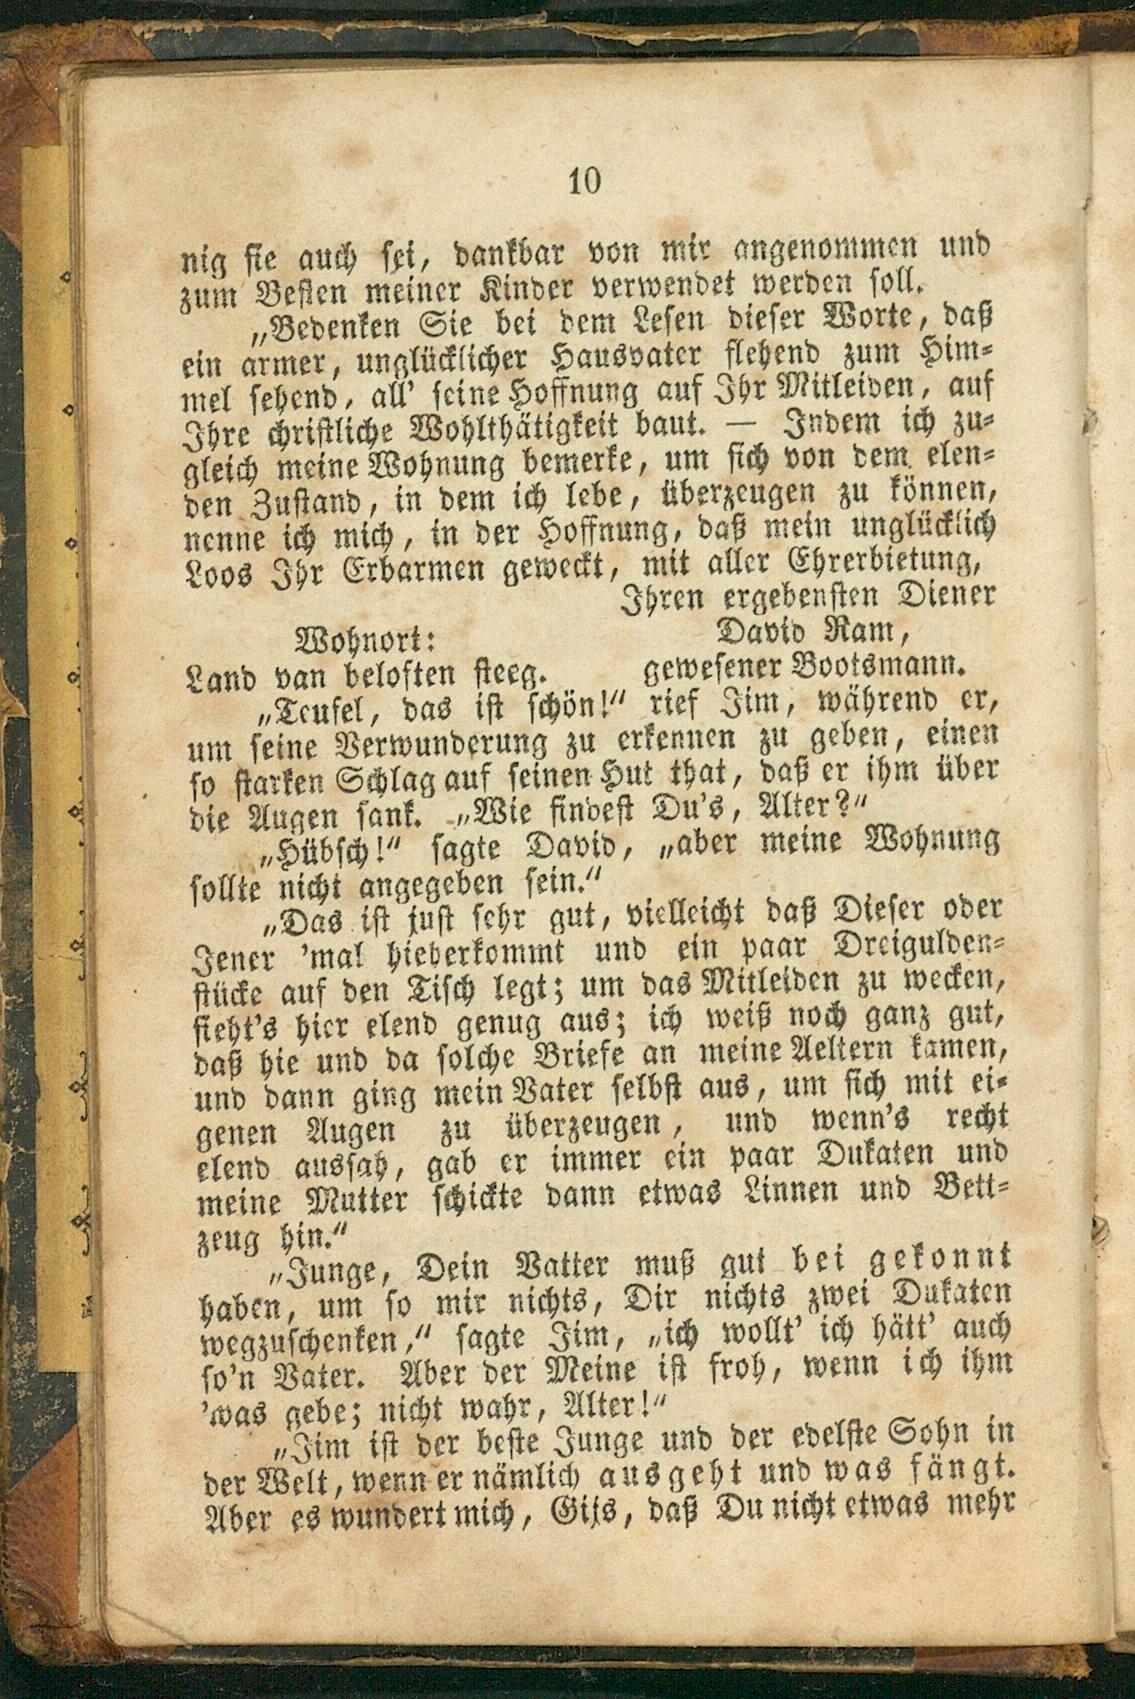 10
nig sie auch sei, dankbar von mir angenommen und
zum Besten meiner Kinder verwendet werden soll.
„Bedenken Sie bei dem Lesen dieser Worte, daß
ein armer, unglücklicher Hausvater flehend zum Him-
mel sehend, all' seine Hoffnung auf Ihr Mitleiden, auf
Ihre christliche Wohlthätigkeit baut. — Indem ich zu-
gleich meine Wohnung bemerke, um sich von dem elen-
den Zustand, in dem ich lebe, überzeugen zu können,
nenne ich mich, in der Hoffnung, daß mein unglücklich
Loos Ihr Erbarmen geweckt, mit aller Ehrerbietung,
Ihren ergebensten Diener
Wohnort: David Ram,
Land van beloften steeg. gewesener Bootsmann.
„Teufel, das ist schön!“ rief Jim, während er,
um seine Verwunderung zu erkennen zu geben, einen
so starken Schlag auf seinen Hut that, daß er ihm über
die Augen sank. „Wie findest Du's, Alter?“
„Hübsch!“ sagte David, „aber meine Wohnung
sollte nicht angegeben sein.“
„Das ist just sehr gut, vielleicht daß Dieser oder
Jener 'mal hieherkommt und ein paar Dreigulden-
stücke auf den Tisch legt; um das Mitleiden zu wecken,
sieht's hier elend genug aus; ich weiß noch ganz gut,
daß hie und da solche Briefe an meine Aeltern kamen,
und dann ging mein Vater selbst aus, um sich mit ei-
genen Augen zu überzeugen, und wenn's recht
elend aussah, gab er immer ein paar Dukaten und
meine Mutter schickte dann etwas Linnen und Bett-
zeug hin.“
„Junge, Dein Vatter muß gut bei gekonnt
haben, um so mir nichts, Dir nichts zwei Dukaten
wegzuschenken,“ sagte Jim, „ich wollt' ich hätt' auch
so'n Vater. Aber der Meine ist froh, wenn ich ihm
'was gebe; nicht wahr, Alter!“
„Jim ist der beste Junge und der edelste Sohn in
der Welt, wenn er nämlich ausgeht und was fängt.
Aber es wundert mich, Gijs, daß Du nicht etwas mehr